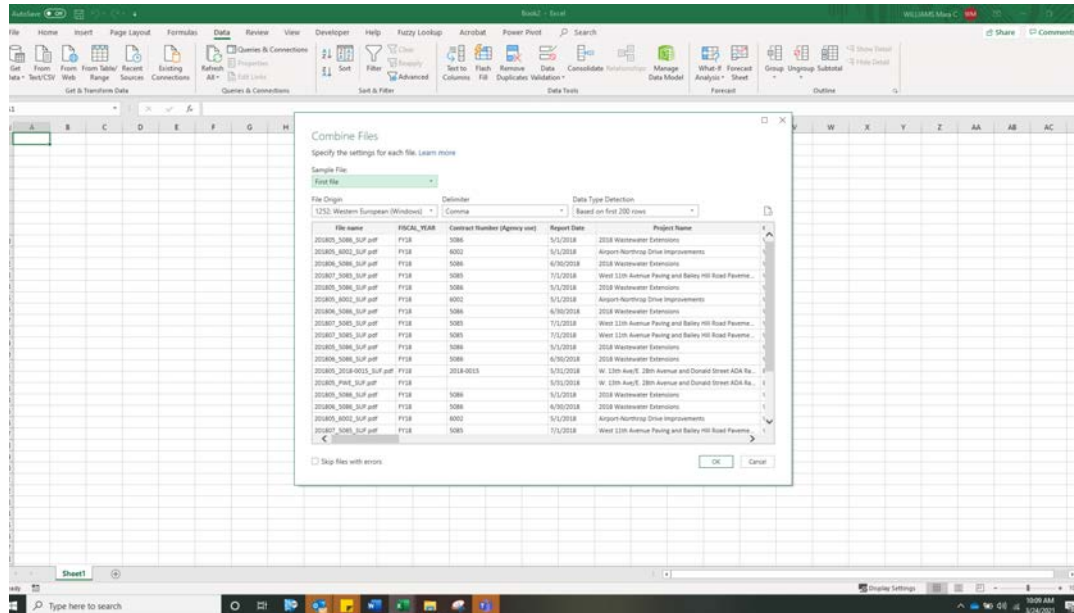 AutoSave On Book2 - Excel WILLIAMS Mara C WM
File Home Insert Page Layout Formulas Data Review View Developer Help Fuzzy Lookup Acrobat Power Pivot Search Share Comments
Queries & Connections Clear Show Detail
Properties Reapply Hide Detail
Edit Links Advanced
Get Data From Text/CSV From Web From Table/ Range Recent Sources Existing Connections Refresh All Sort Filter Text to Columns Flash Fill Remove Duplicates Data Validation Consolidate Relationships Manage Data Model What-If Analysis Forecast Sheet Group Ungroup Subtotal
Get & Transform Data Queries & Connections Sort & Filter Data Tools Forecast Outline
A1 fx
A B C D E F G H V W X Y Z AA AB AC
Combine Files
Specify the settings for each file. Learn more
Sample File:
First file
File Origin Delimiter Data Type Detection
1252: Western European (Windows) Comma Based on first 200 rows
File name FISCAL_YEAR Contract Number (Agency use) Report Date Project Name
201805_5086_SUF.pdf FY18 5086 5/1/2018 2018 Wastewater Extensions
201805_6002_SUF.pdf FY18 6002 5/1/2018 Airport-Northrop Drive Improvements
201806_5086_SUF.pdf FY18 5086 6/30/2018 2018 Wastewater Extensions
201807_5085_SUF.pdf FY18 5085 7/1/2018 West 11th Avenue Paving and Bailey Hill Road Paveme...
201805_5086_SUF.pdf FY18 5086 5/1/2018 2018 Wastewater Extensions
201805_6002_SUF.pdf FY18 6002 5/1/2018 Airport-Northrop Drive Improvements
201806_5086_SUF.pdf FY18 5086 6/30/2018 2018 Wastewater Extensions
201807_5085_SUF.pdf FY18 5085 7/1/2018 West 11th Avenue Paving and Bailey Hill Road Paveme...
201807_5085_SUF.pdf FY18 5085 7/1/2018 West 11th Avenue Paving and Bailey Hill Road Paveme...
201805_5086_SUF.pdf FY18 5086 5/1/2018 2018 Wastewater Extensions
201806_5086_SUF.pdf FY18 5086 6/30/2018 2018 Wastewater Extensions
201805_2018-0015_SUF.pdf FY18 2018-0015 5/31/2018 W. 13th Ave/E. 28th Avenue and Donald Street ADA Ra...
201805_PWE_SUF.pdf FY18 5/31/2018 W. 13th Ave/E. 28th Avenue and Donald Street ADA Ra...
201805_5086_SUF.pdf FY18 5086 5/1/2018 2018 Wastewater Extensions
201806_5086_SUF.pdf FY18 5086 6/30/2018 2018 Wastewater Extensions
201805_6002_SUF.pdf FY18 6002 5/1/2018 Airport-Northrop Drive Improvements
201807_5085_SUF.pdf FY18 5085 7/1/2018 West 11th Avenue Paving and Bailey Hill Road Paveme...
Skip files with errors OK Cancel
Sheet1
Display Settings
Type here to search 10:09 AM
3/24/2021